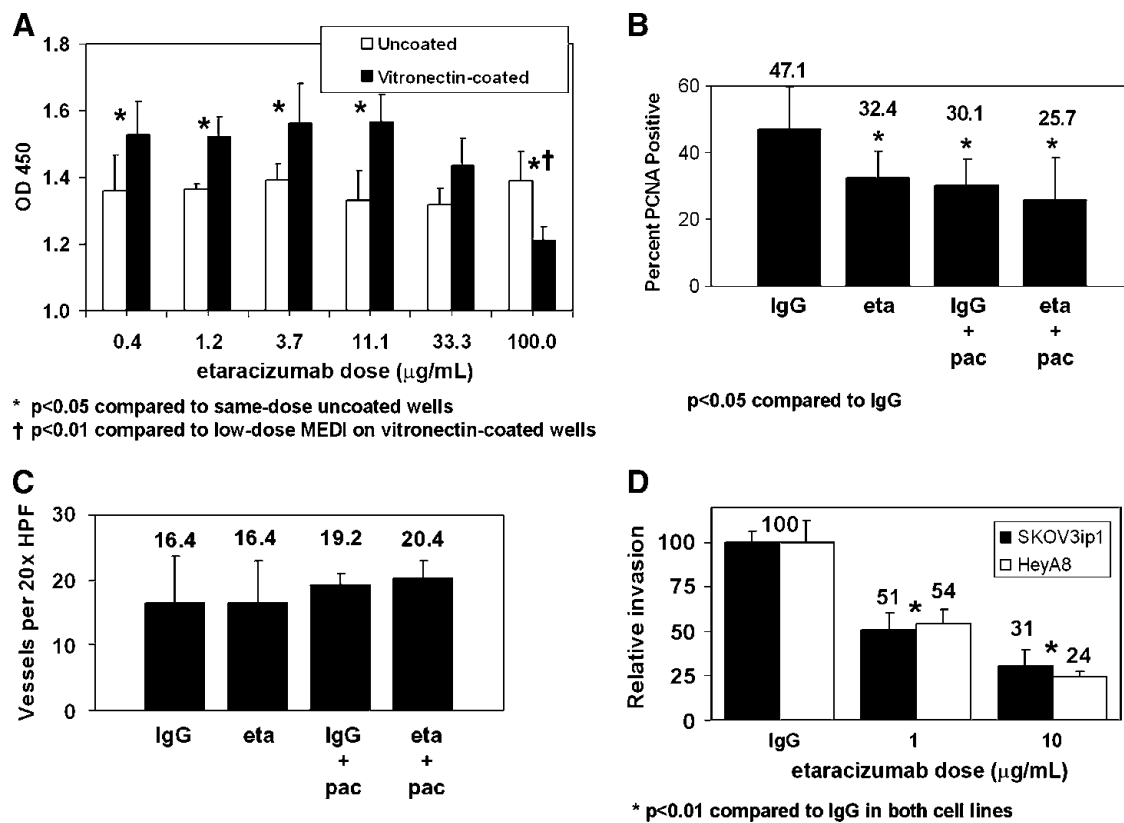 A
1.8
1.6
1.4
1.2
1.0
OD 450
Uncoated
Vitronectin-coated
*
*
*
*
*†
0.4 1.2 3.7 11.1 33.3 100.0
etaracizumab dose (µg/mL)
* p<0.05 compared to same-dose uncoated wells
† p<0.01 compared to low-dose MEDI on vitronectin-coated wells
B
60
40
20
0
Percent PCNA Positive
47.1
32.4
30.1
25.7
*
*
*
IgG eta IgG eta
+ +
pac pac
p<0.05 compared to IgG
C
30
20
10
0
Vessels per 20x HPF
16.4 16.4 19.2 20.4
IgG eta IgG eta
+ +
pac pac
D
100
75
50
25
0
Relative invasion
SKOV3ip1
HeyA8
100
51 * 54
31 * 24
IgG 1 10
etaracizumab dose (µg/mL)
* p<0.01 compared to IgG in both cell lines